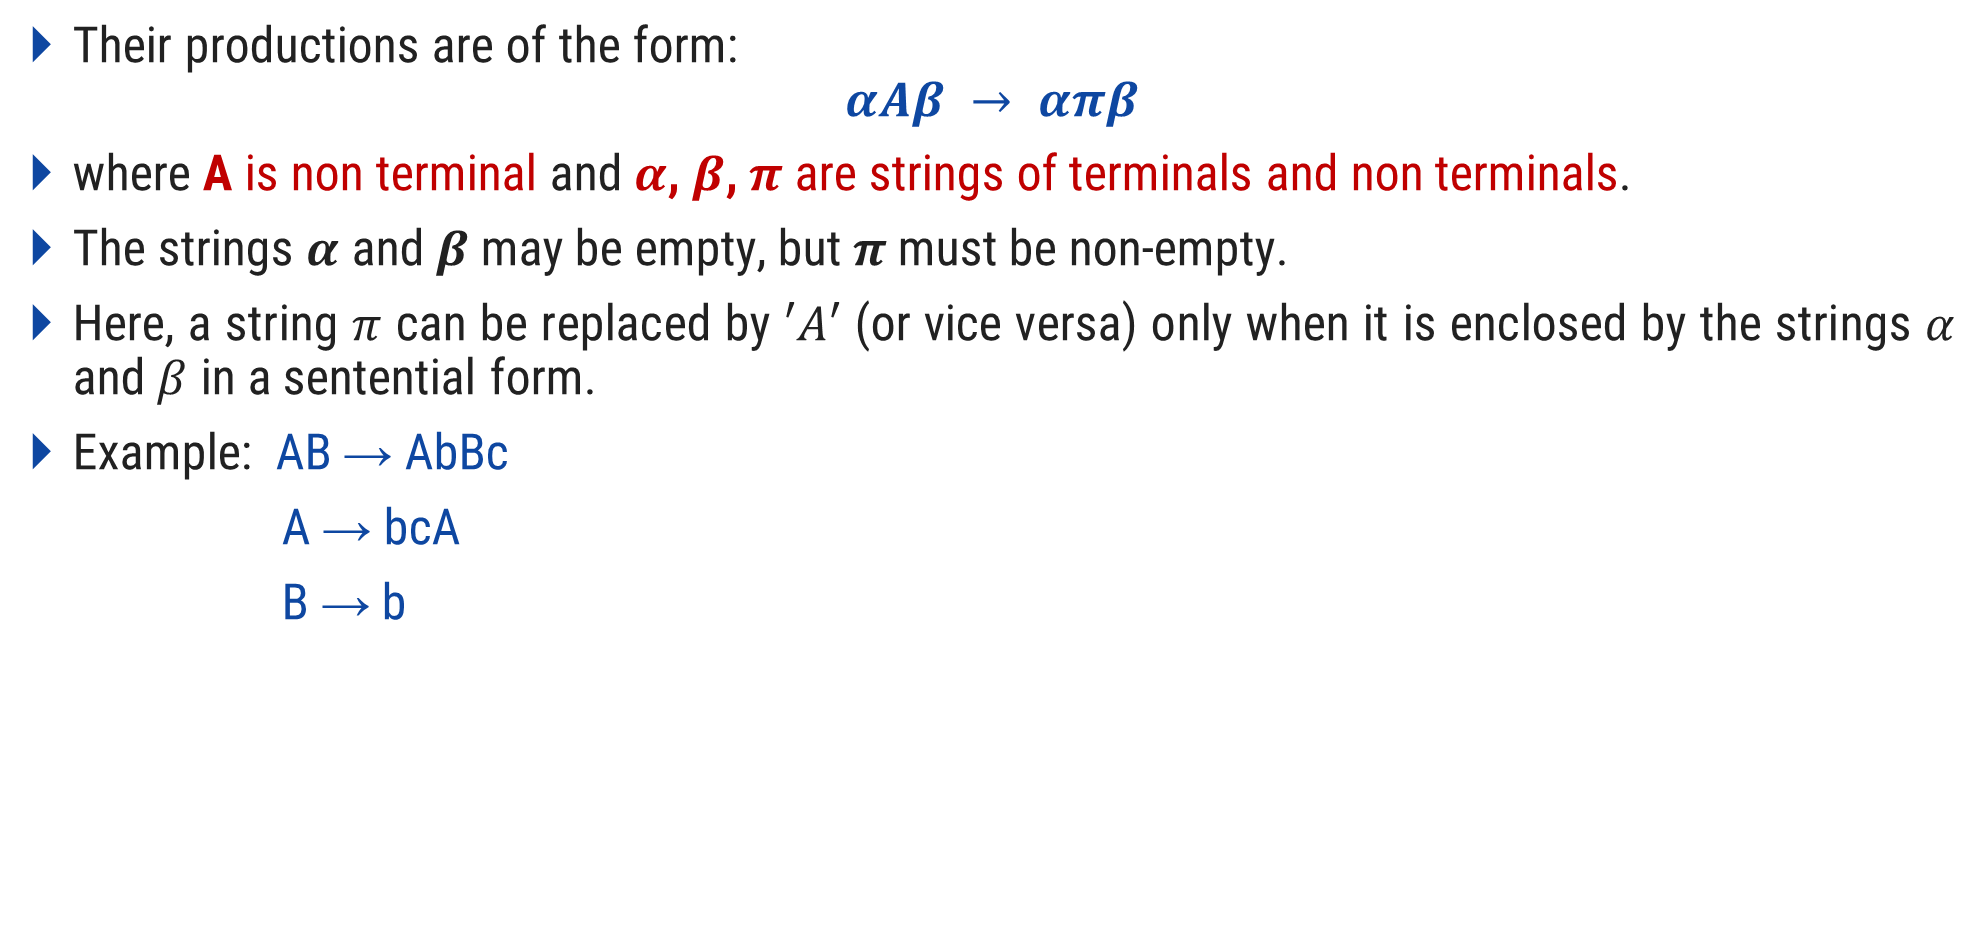 Their productions are of the form:
αAβ → απβ
where A is non terminal and α, β, π are strings of terminals and non terminals.
The strings α and β may be empty, but π must be non-empty.
Here, a string π can be replaced by ′A′ (or vice versa) only when it is enclosed by the strings α
and β in a sentential form.
Example: AB ⟶ AbBc
A ⟶ bcA
B ⟶ b